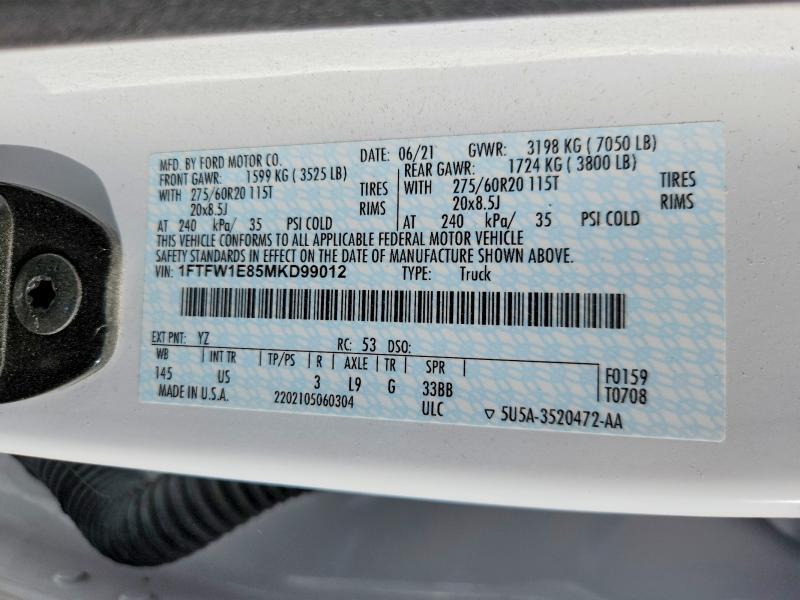 MFD. BY FORD MOTOR CO. DATE: 06/21 GVWR: 3198 KG ( 7050 LB)
FRONT GAWR: 1599 KG ( 3525 LB) REAR GAWR: 1724 KG ( 3800 LB)
WITH 275/60R20 115T TIRES WITH 275/60R20 115T TIRES
20x8.5J RIMS 20x8.5J RIMS
AT 240 kPa/ 35 PSI COLD AT 240 kPa/ 35 PSI COLD
THIS VEHICLE CONFORMS TO ALL APPLICABLE FEDERAL MOTOR VEHICLE
SAFETY STANDARDS IN EFFECT ON THE DATE OF MANUFACTURE SHOWN ABOVE.
VIN: 1FTFW1E85MKD99012 TYPE: Truck
EXT PNT: YZ RC: 53 DSO:
WB INT TR TP/PS R AXLE TR SPR
145 US 3 L9 G 33BB F0159
MADE IN U.S.A. 2202105060304 ULC T0708
▽ 5U5A-3520472-AA